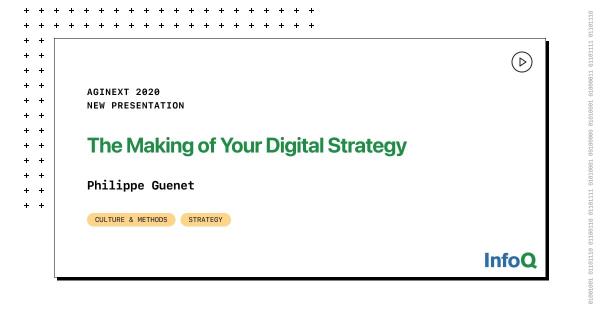 AGINEXT 2020
NEW PRESENTATION
The Making of Your Digital Strategy
Philippe Guenet
CULTURE & METHODS STRATEGY
InfoQ